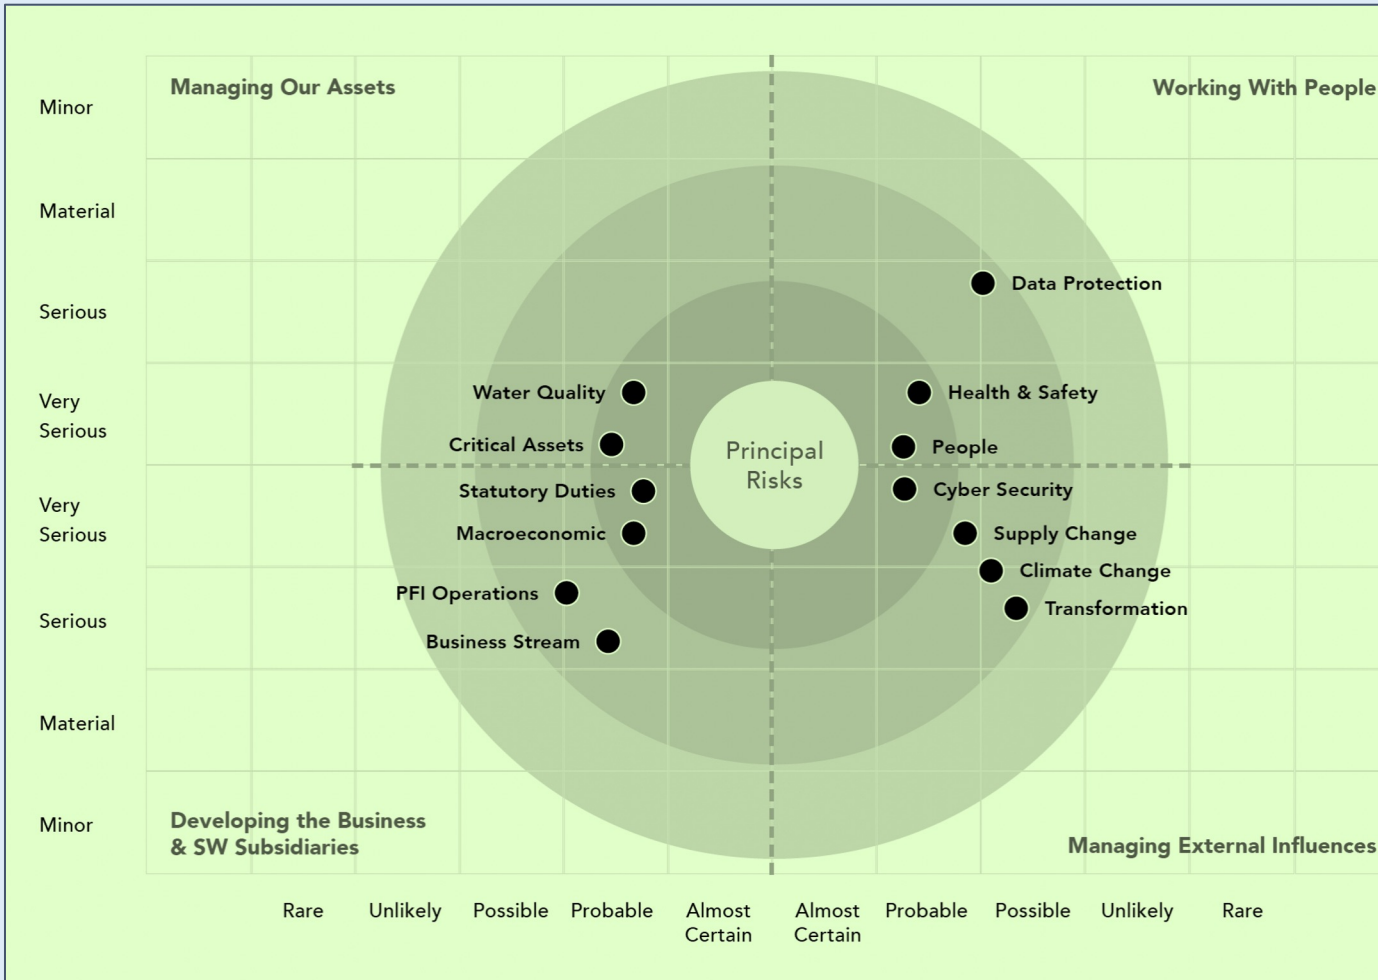 Managing Our Assets
Working With People
Minor
Material
Serious
Data Protection
Very
Serious
Water Quality
Health & Safety
Critical Assets
People
Principal
Risks
Very
Serious
Statutory Duties
Cyber Security
Macroeconomic
Supply Change
Climate Change
PFI Operations
Transformation
Serious
Business Stream
Material
Minor
Developing the Business
& SW Subsidiaries
Managing External Influences
Rare
Unlikely
Possible
Probable
Almost
Certain
Almost
Certain
Probable
Possible
Unlikely
Rare